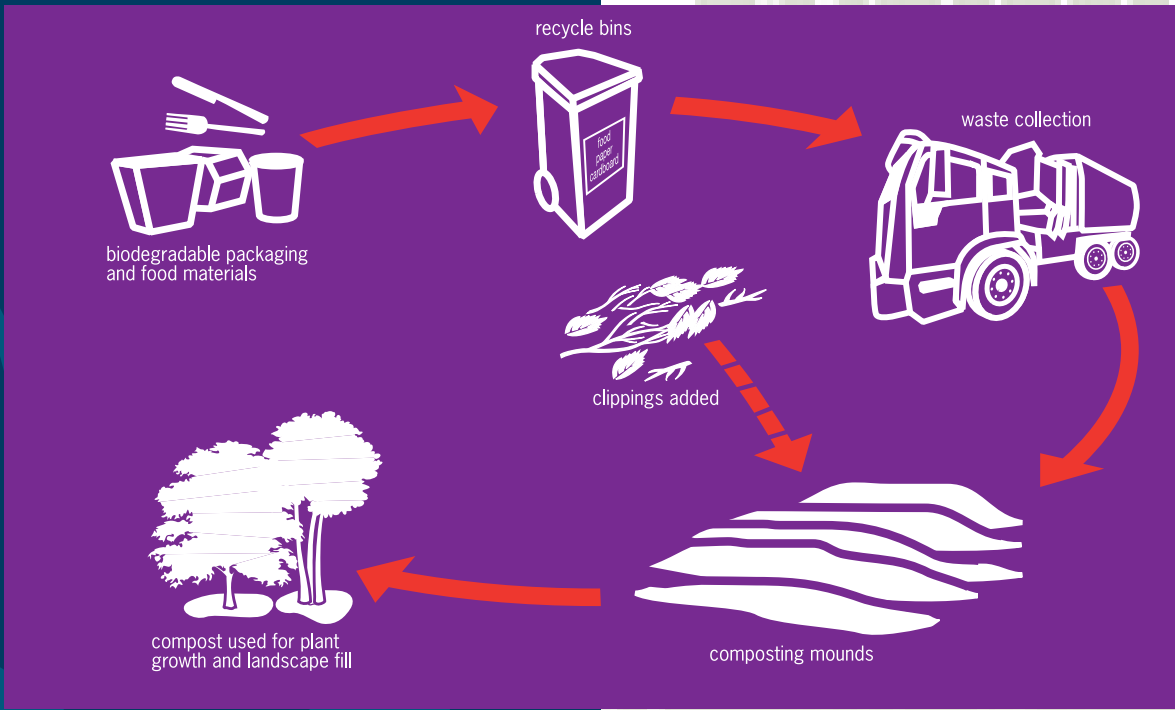 recycle bins
food
paper
cardboard
waste collection
biodegradable packaging
and food materials
clippings added
compost used for plant
growth and landscape fill
composting mounds